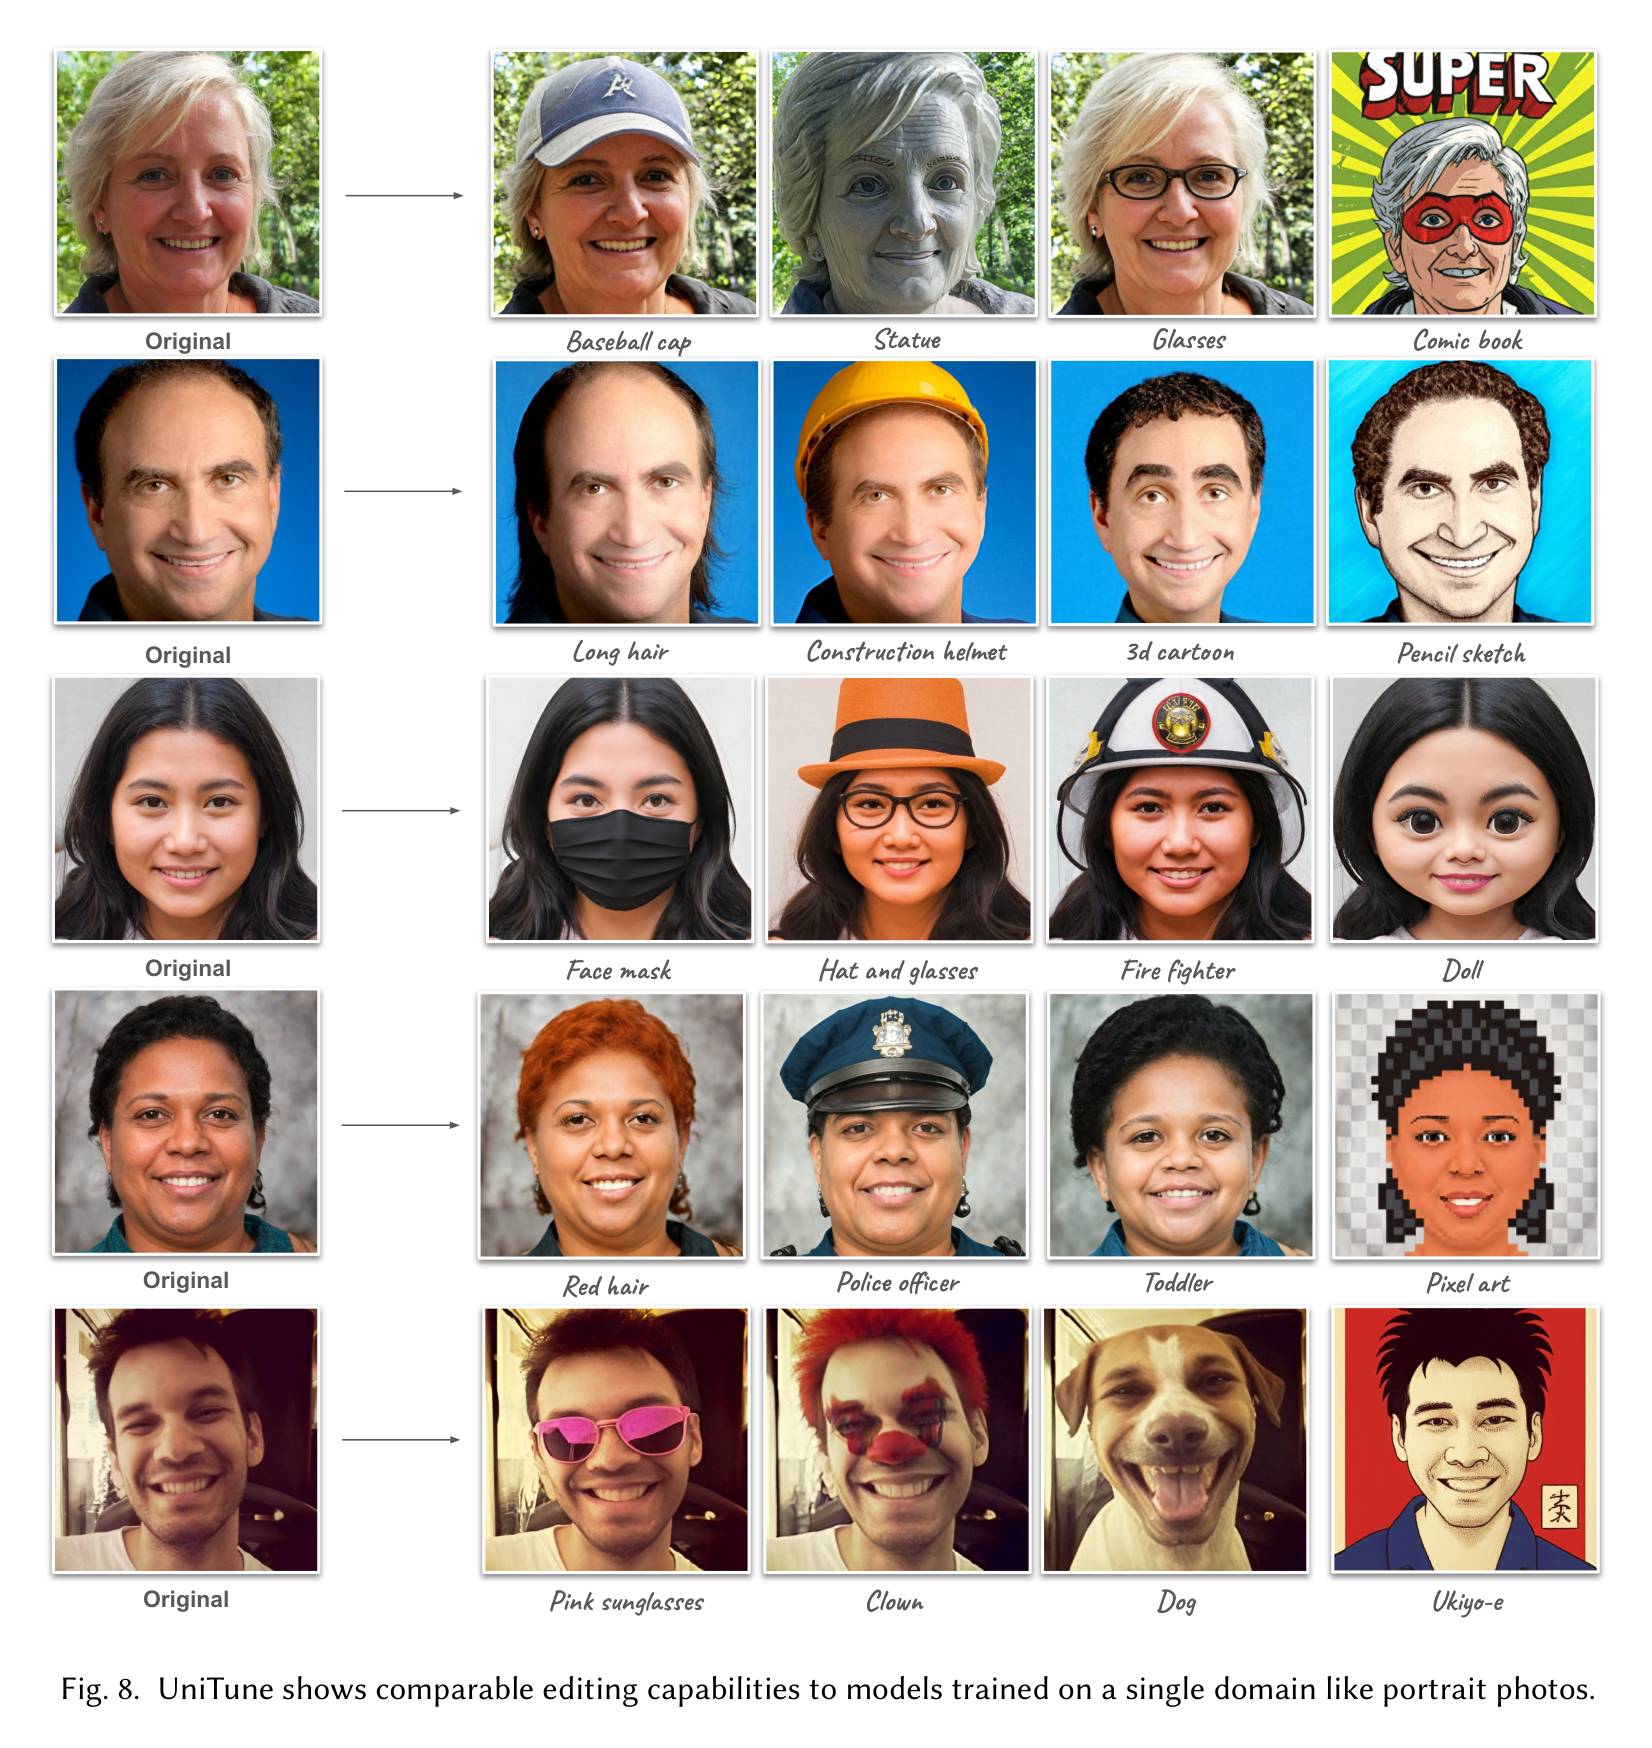 SUPER
Original
Baseball cap
Statue
Glasses
Comic book
Original
Long hair
Construction helmet
3d cartoon
Pencil sketch
Original
Face mask
Hat and glasses
Fire fighter
Doll
Original
Red hair
Police officer
Toddler
Pixel art
Original
Pink sunglasses
Clown
Dog
Ukiyo-e
Fig. 8. UniTune shows comparable editing capabilities to models trained on a single domain like portrait photos.